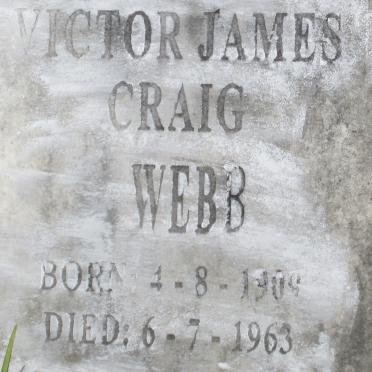 VICTOR JAMES
CRAIG
WEBB
BORN: 4 - 8 - 1909
DIED: 6 - 7 - 1963